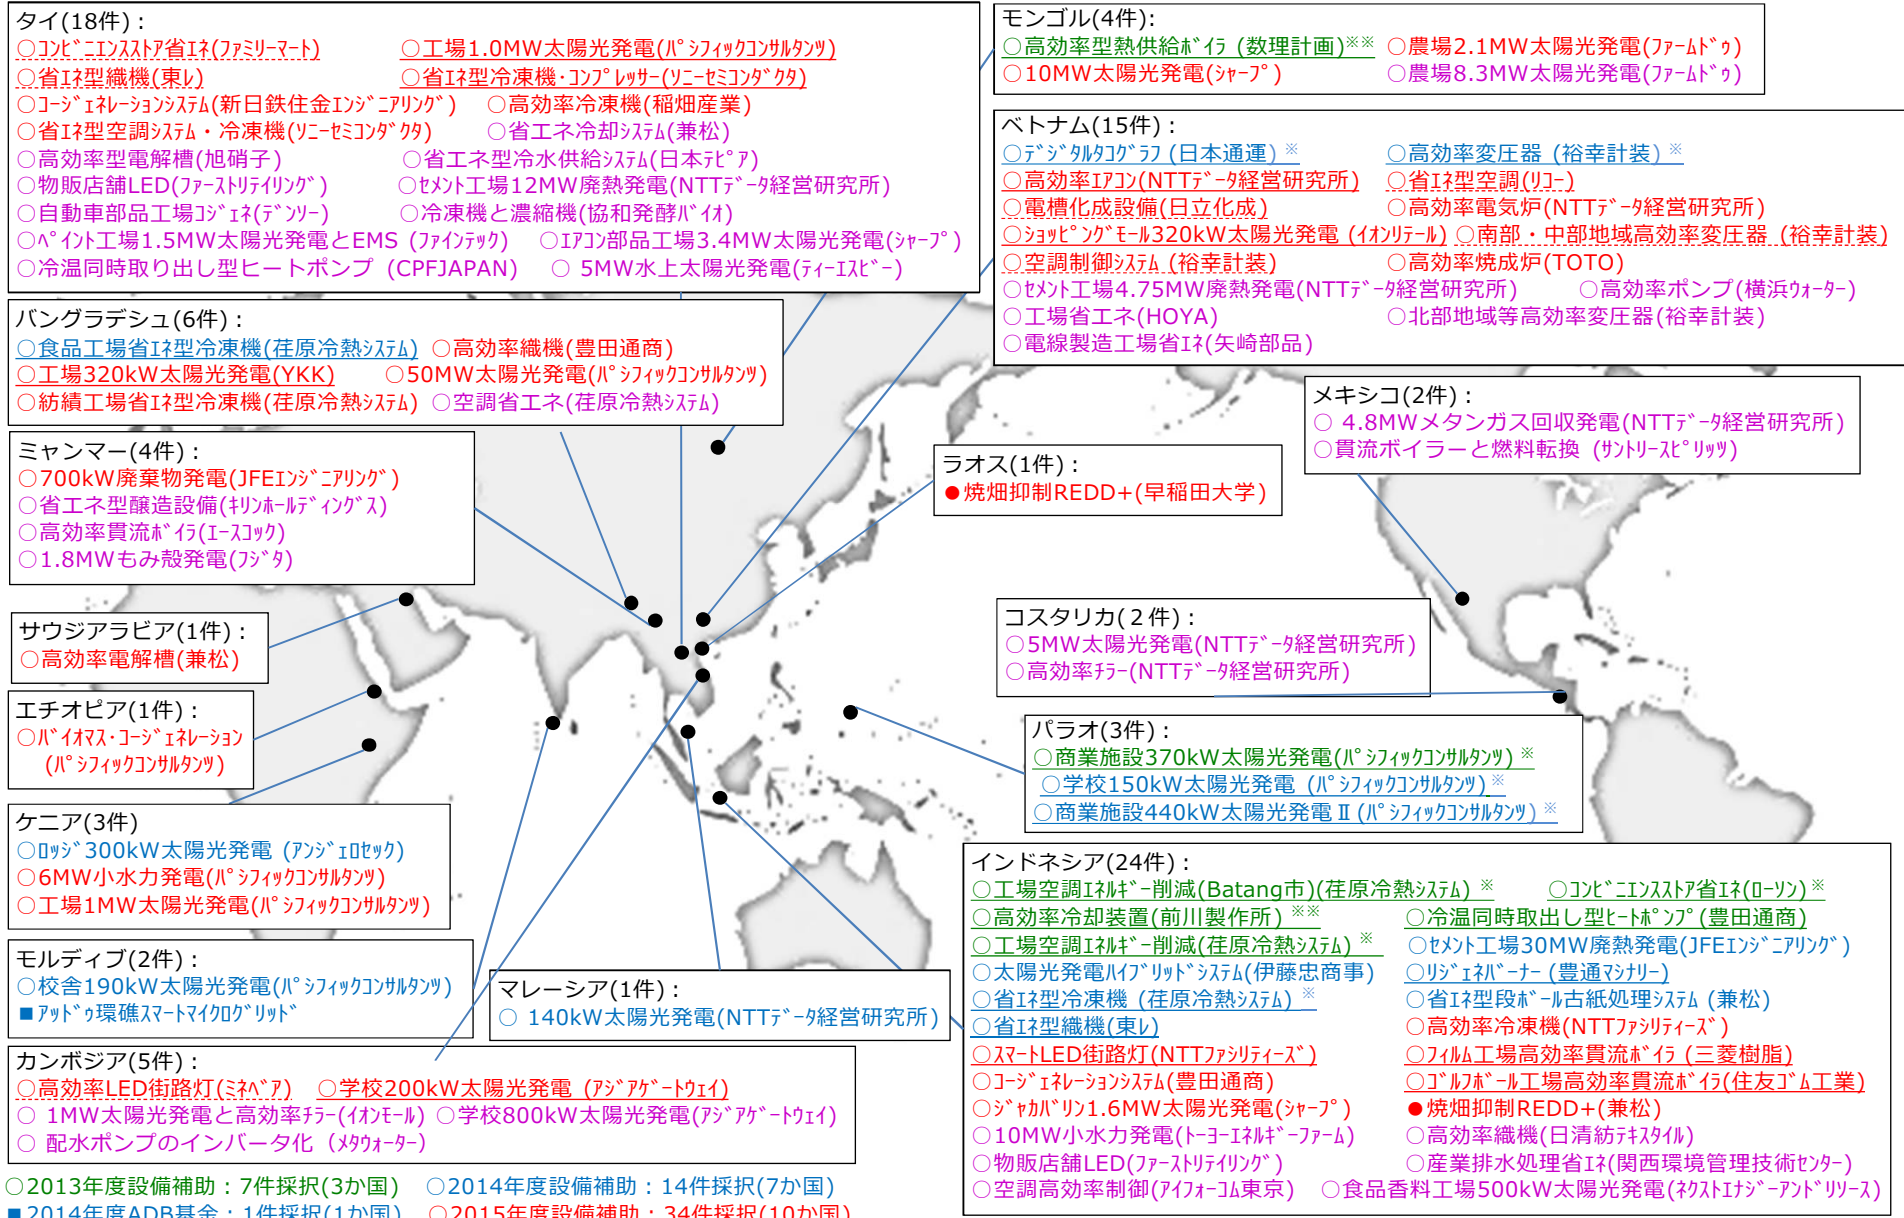 タイ(18件)：
○ｺﾝﾋﾞﾆｴﾝｽｽﾄｱ省ｴﾈ(ﾌｧﾐﾘｰﾏｰﾄ) ○工場1.0MW太陽光発電(ﾊﾟｼﾌｨｯｸｺﾝｻﾙﾀﾝﾂ)
○省ｴﾈ型織機(東ﾚ) ○省ｴﾈ型冷凍機･ｺﾝﾌﾟﾚｯｻｰ(ｿﾆｰｾﾐｺﾝﾀﾞｸﾀ)
○ｺｰｼﾞｪﾈﾚｰｼｮﾝｼｽﾃﾑ(新日鉄住金ｴﾝｼﾞﾆｱﾘﾝｸﾞ) ○高効率冷凍機(稲畑産業)
○省ｴﾈ型空調ｼｽﾃﾑ・冷凍機(ｿﾆｰｾﾐｺﾝﾀﾞｸﾀ) ○省エネ冷却ｼｽﾃﾑ(兼松)
○高効率型電解槽(旭硝子) ○省エネ型冷水供給ｼｽﾃﾑ(日本ﾃﾋﾟｱ)
○物販店舗LED(ﾌｧｰｽﾄﾘﾃｲﾘﾝｸﾞ) ○ｾﾒﾝﾄ工場12MW廃熱発電(NTTﾃﾞｰﾀ経営研究所)
○自動車部品工場ｺｼﾞｪﾈ(ﾃﾞﾝｿｰ) ○冷凍機と濃縮機(協和発酵ﾊﾞｲｵ)
○ﾍﾟｲﾝﾄ工場1.5MW太陽光発電とEMS (ﾌｧｲﾝﾃｯｸ) ○ｴｱｺﾝ部品工場3.4MW太陽光発電(ｼｬｰﾌﾟ)
○冷温同時取り出し型ヒートポンプ (CPFJAPAN) ○ 5MW水上太陽光発電(ﾃｨｰｴｽﾋﾞｰ)
モンゴル(4件):
○高効率型熱供給ﾎﾞｲﾗ (数理計画)※※ ○農場2.1MW太陽光発電(ﾌｧｰﾑﾄﾞｩ)
○10MW太陽光発電(ｼｬｰﾌﾟ) ○農場8.3MW太陽光発電(ﾌｧｰﾑﾄﾞｩ)
ベトナム(15件)：
○ﾃﾞｼﾞﾀﾙﾀｺｸﾞﾗﾌ (日本通運) ※ ○高効率変圧器 (裕幸計装) ※
○高効率ｴｱｺﾝ(NTTﾃﾞｰﾀ経営研究所) ○省ｴﾈ型空調(ﾘｺｰ)
○電槽化成設備(日立化成) ○高効率電気炉(NTTﾃﾞｰﾀ経営研究所)
○ｼｮｯﾋﾟﾝｸﾞﾓｰﾙ320kW太陽光発電 (ｲｵﾝﾘﾃｰﾙ) ○南部・中部地域高効率変圧器 (裕幸計装)
○空調制御ｼｽﾃﾑ (裕幸計装) ○高効率焼成炉(TOTO)
○ｾﾒﾝﾄ工場4.75MW廃熱発電(NTTﾃﾞｰﾀ経営研究所) ○高効率ポンプ(横浜ｳｫｰﾀｰ)
○工場省エネ(HOYA) ○北部地域等高効率変圧器(裕幸計装)
○電線製造工場省ｴﾈ(矢崎部品)
バングラデシュ(6件)：
○食品工場省ｴﾈ型冷凍機(荏原冷熱ｼｽﾃﾑ) ○高効率織機(豊田通商)
○工場320kW太陽光発電(YKK) ○50MW太陽光発電(ﾊﾟｼﾌｨｯｸｺﾝｻﾙﾀﾝﾂ)
○紡績工場省ｴﾈ型冷凍機(荏原冷熱ｼｽﾃﾑ) ○空調省エネ(荏原冷熱ｼｽﾃﾑ)
メキシコ(2件)：
○ 4.8MWメタンガス回収発電(NTTﾃﾞｰﾀ経営研究所)
○貫流ボイラーと燃料転換 (ｻﾝﾄﾘｰｽﾋﾟﾘｯﾂ)
ミャンマー(4件)：
○700kW廃棄物発電(JFEｴﾝｼﾞﾆｱﾘﾝｸﾞ)
○省エネ型醸造設備(ｷﾘﾝﾎｰﾙﾃﾞｨﾝｸﾞｽ)
○高効率貫流ﾎﾞｲﾗ(ｴｰｽｺｯｸ)
○1.8MWもみ殻発電(ﾌｼﾞﾀ)
ラオス(1件)：
●焼畑抑制REDD+(早稲田大学)
サウジアラビア(1件)：
○高効率電解槽(兼松)
コスタリカ(２件)：
○5MW太陽光発電(NTTﾃﾞｰﾀ経営研究所)
○高効率ﾁﾗｰ(NTTﾃﾞｰﾀ経営研究所)
エチオピア(1件)：
○ﾊﾞｲｵﾏｽ･ｺｰｼﾞｪﾈﾚｰｼｮﾝ
(ﾊﾟｼﾌｨｯｸｺﾝｻﾙﾀﾝﾂ)
パラオ(3件)：
○商業施設370kW太陽光発電(ﾊﾟｼﾌｨｯｸｺﾝｻﾙﾀﾝﾂ) ※
○学校150kW太陽光発電 (ﾊﾟｼﾌｨｯｸｺﾝｻﾙﾀﾝﾂ) ※
○商業施設440kW太陽光発電Ⅱ(ﾊﾟｼﾌｨｯｸｺﾝｻﾙﾀﾝﾂ) ※
ケニア(3件)
○ﾛｯｼﾞ300kW太陽光発電 (ｱﾝｼﾞｪﾛｾｯｸ)
○6MW小水力発電(ﾊﾟｼﾌｨｯｸｺﾝｻﾙﾀﾝﾂ)
○工場1MW太陽光発電(ﾊﾟｼﾌｨｯｸｺﾝｻﾙﾀﾝﾂ)
モルディブ(2件)：
○校舎190kW太陽光発電(ﾊﾟｼﾌｨｯｸｺﾝｻﾙﾀﾝﾂ)
■ｱｯﾄﾞｩ環礁ｽﾏｰﾄﾏｲｸﾛｸﾞﾘｯﾄﾞ
マレーシア(1件)：
○ 140kW太陽光発電(NTTﾃﾞｰﾀ経営研究所)
インドネシア(24件)：
○工場空調ｴﾈﾙｷﾞｰ削減(Batang市)(荏原冷熱ｼｽﾃﾑ) ※ ○ｺﾝﾋﾞﾆｴﾝｽｽﾄｱ省ｴﾈ(ﾛｰｿﾝ) ※
○高効率冷却装置(前川製作所) ※※ ○冷温同時取出し型ﾋｰﾄﾎﾟﾝﾌﾟ(豊田通商)
○工場空調ｴﾈﾙｷﾞｰ削減(荏原冷熱ｼｽﾃﾑ) ※ ○ｾﾒﾝﾄ工場30MW廃熱発電(JFEｴﾝｼﾞﾆｱﾘﾝｸﾞ)
○太陽光発電ﾊｲﾌﾞﾘｯﾄﾞｼｽﾃﾑ(伊藤忠商事) ○ﾘｼﾞｪﾈﾊﾞｰﾅｰ(豊通ﾏｼﾅﾘｰ)
○省ｴﾈ型冷凍機 (荏原冷熱ｼｽﾃﾑ) ※ ○省ｴﾈ型段ﾎﾞｰﾙ古紙処理ｼｽﾃﾑ (兼松)
○省ｴﾈ型織機(東ﾚ) ○高効率冷凍機(NTTﾌｧｼﾘﾃｨｰｽﾞ)
○ｽﾏｰﾄLED街路灯(NTTﾌｧｼﾘﾃｨｰｽﾞ) ○ﾌｨﾙﾑ工場高効率貫流ﾎﾞｲﾗ (三菱樹脂)
○ｺｰｼﾞｪﾈﾚｰｼｮﾝｼｽﾃﾑ(豊田通商) ○ｺﾞﾙﾌﾎﾞｰﾙ工場高効率貫流ﾎﾞｲﾗ(住友ｺﾞﾑ工業)
○ｼﾞｬｶﾊﾞﾘﾝ1.6MW太陽光発電(ｼｬｰﾌﾟ) ●焼畑抑制REDD+(兼松)
○10MW小水力発電(ﾄｰﾖｰｴﾈﾙｷﾞｰﾌｧｰﾑ) ○高効率織機(日清紡ﾃｷｽﾀｲﾙ)
○物販店舗LED(ﾌｧｰｽﾄﾘﾃｲﾘﾝｸﾞ) ○産業排水処理省ｴﾈ(関西環境管理技術ｾﾝﾀｰ)
○空調高効率制御(ｱｲﾌｫｰｺﾑ東京) ○食品香料工場500kW太陽光発電(ﾈｸｽﾄｴﾅｼﾞｰｱﾝﾄﾞﾘｿｰｽ)
カンボジア(5件)：
○高効率LED街路灯(ﾐﾈﾍﾞｱ) ○学校200kW太陽光発電 (ｱｼﾞｱｹﾞｰﾄｳｪｲ)
○ 1MW太陽光発電と高効率ﾁﾗｰ(ｲｵﾝﾓｰﾙ) ○学校800kW太陽光発電(ｱｼﾞｱｹﾞｰﾄｳｪｲ)
○ 配水ポンプのインバータ化 (ﾒﾀｳｫｰﾀｰ)
○2013年度設備補助：7件採択(3か国) ○2014年度設備補助：14件採択(7か国)
■2014年度ADB基金：1件採択(1か国) ○2015年度設備補助：34件採択(10か国)